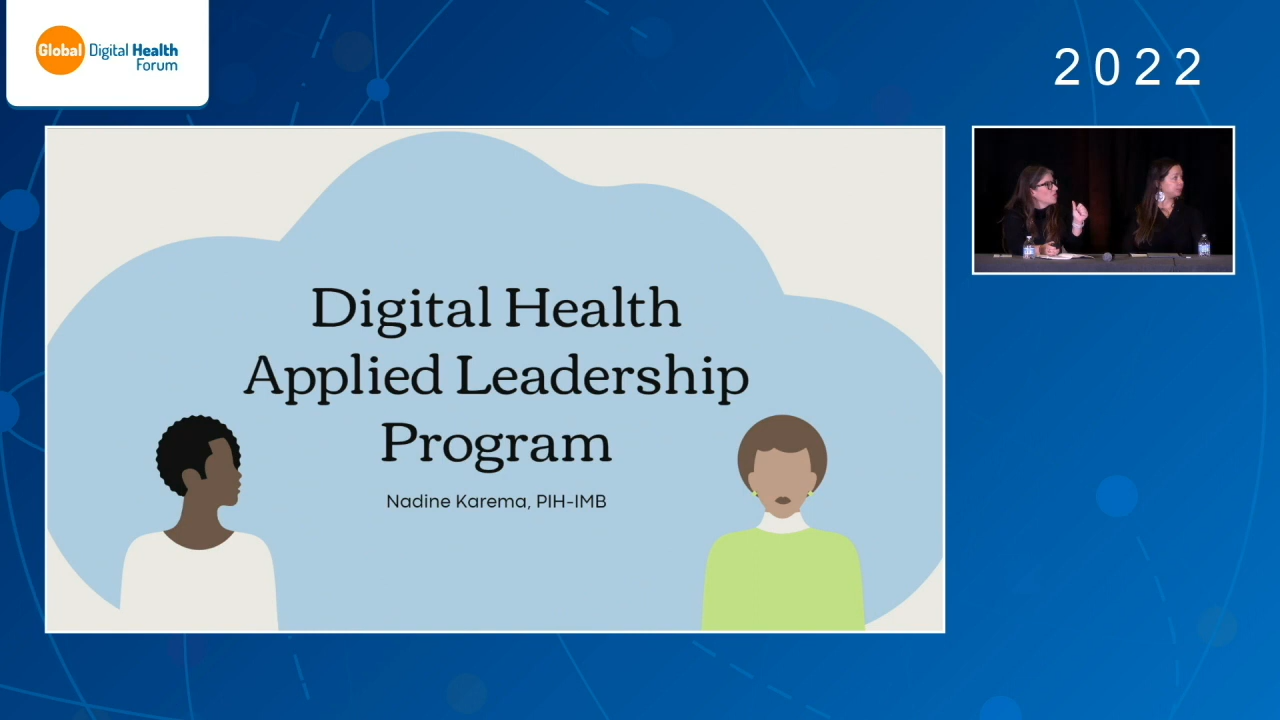 Global Digital Health
Forum
2022
Digital Health
Applied Leadership
Program
Nadine Karema, PIH-IMB